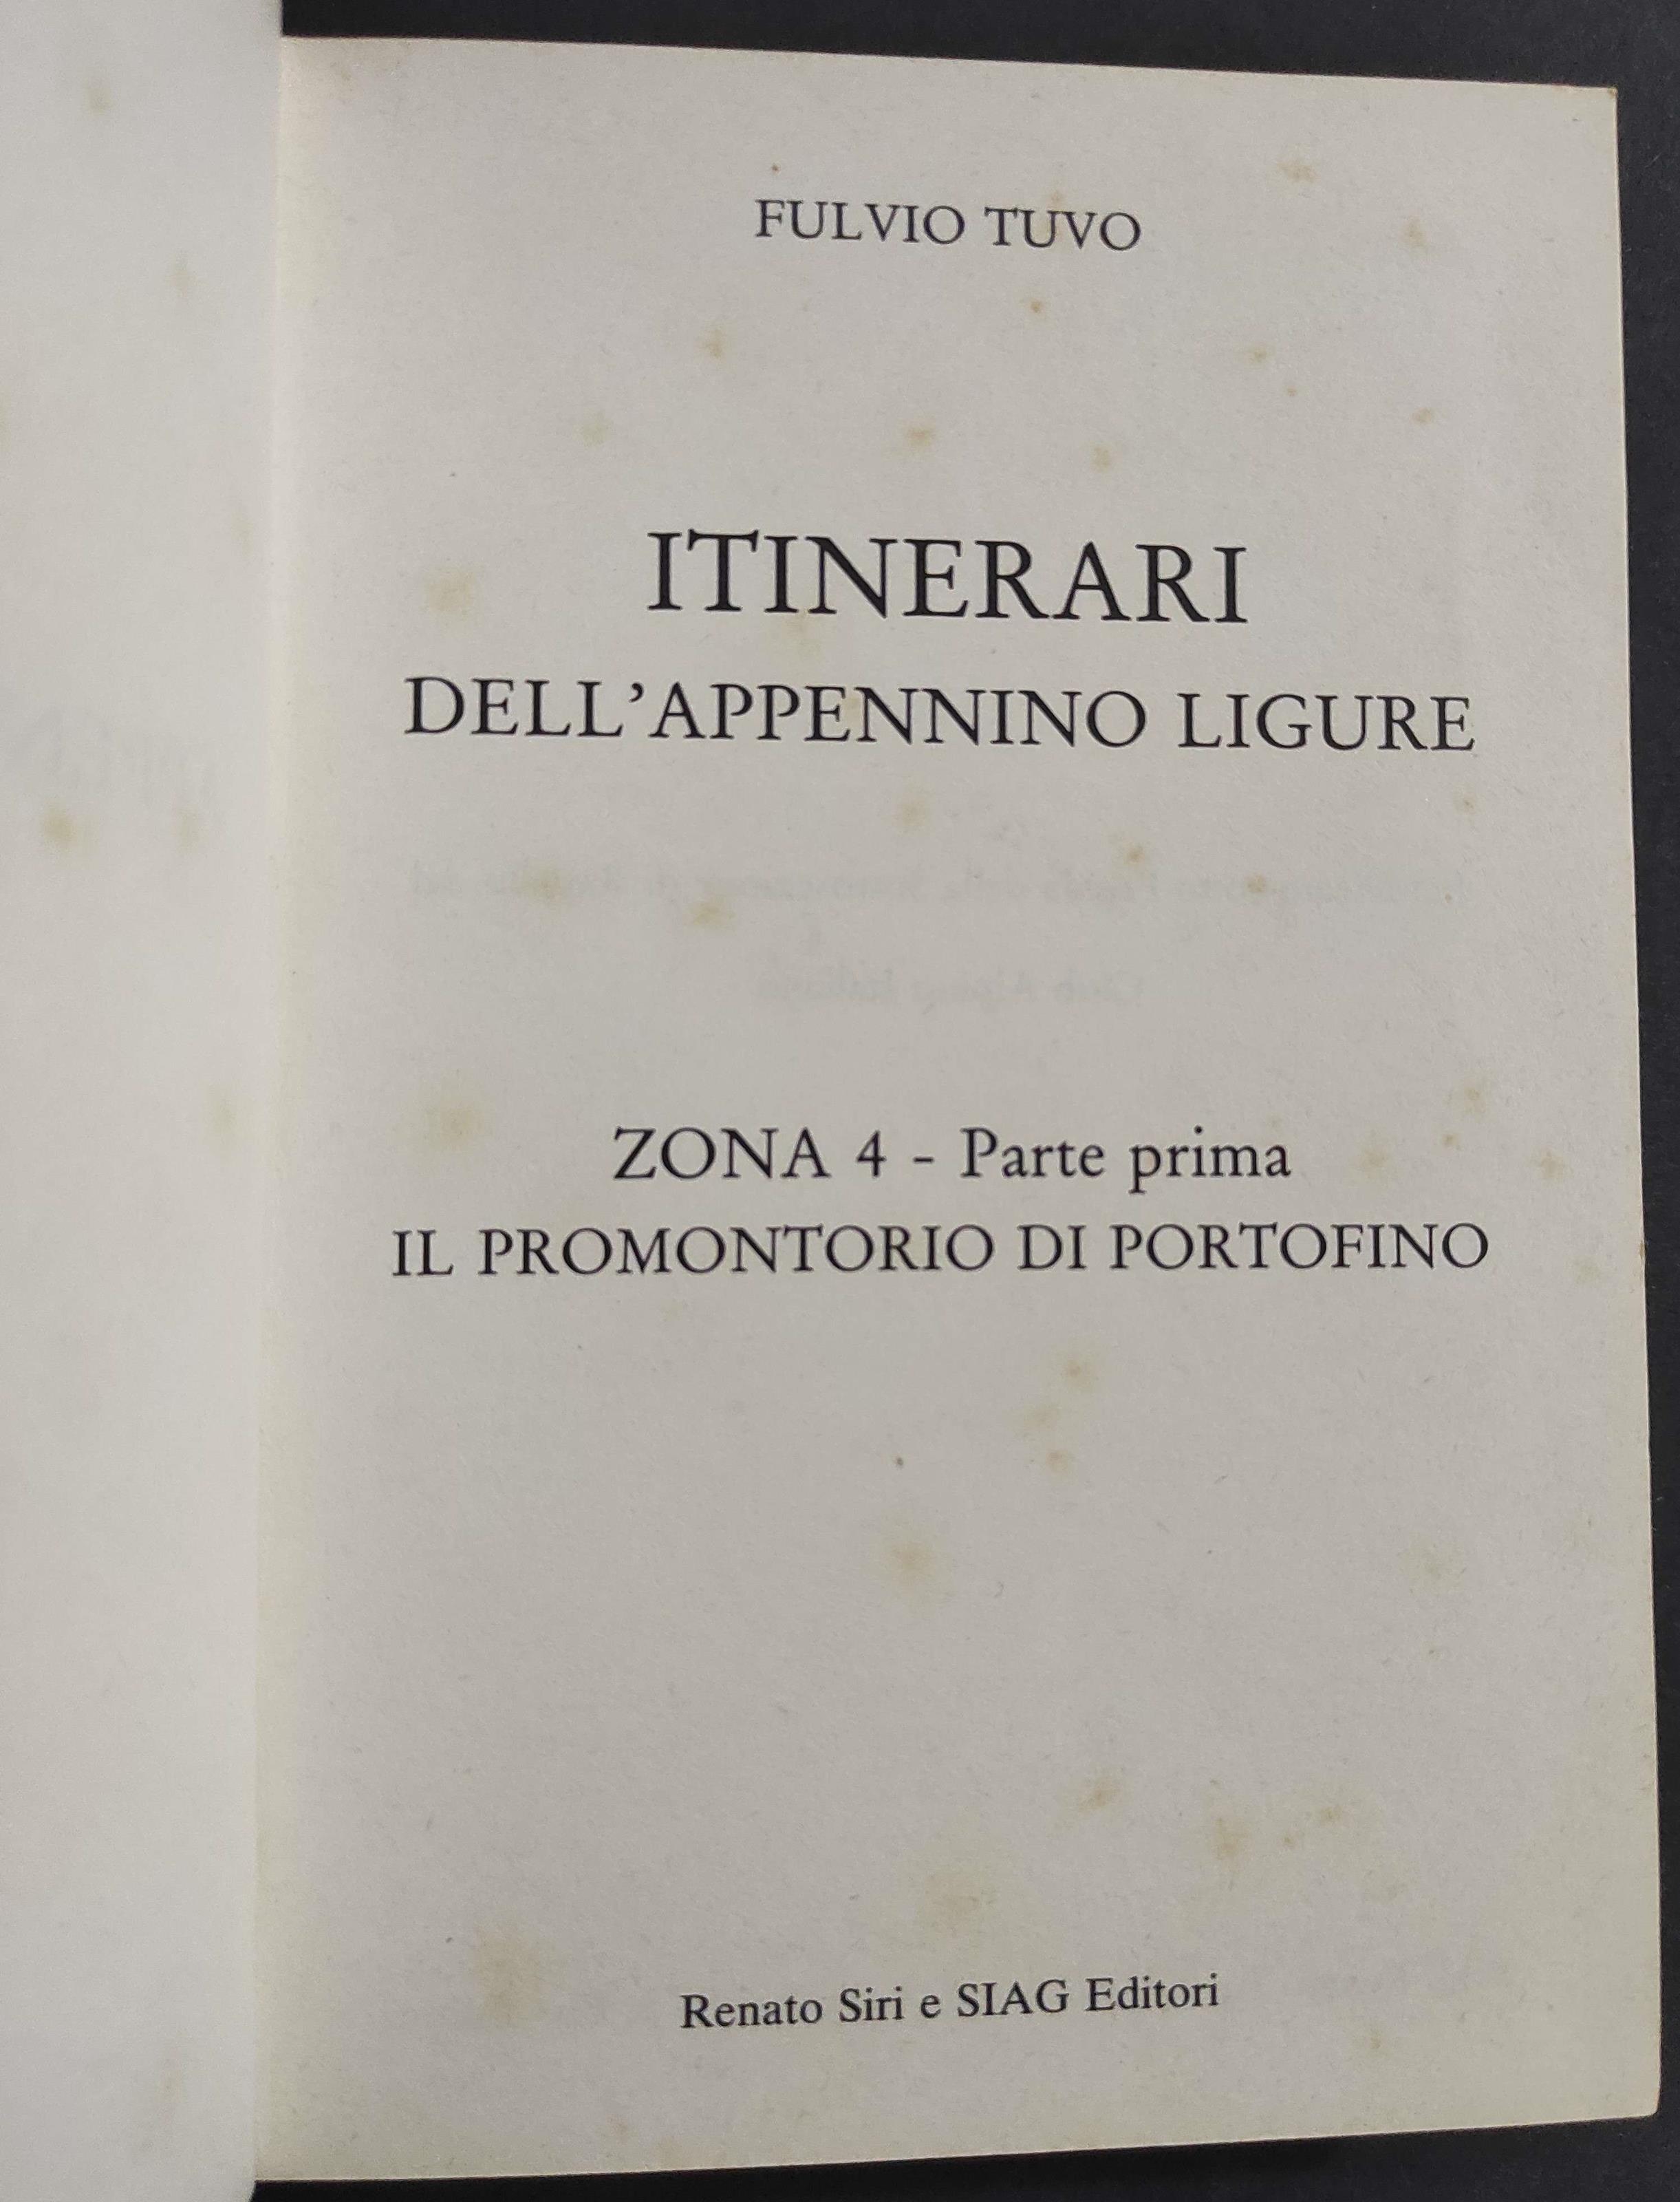 FULVIO TUVO
ITINERARI
DELL'APPENNINO LIGURE
ZONA 4 - Parte prima
IL PROMONTORIO DI PORTOFINO
Renato Siri e SIAG Editori